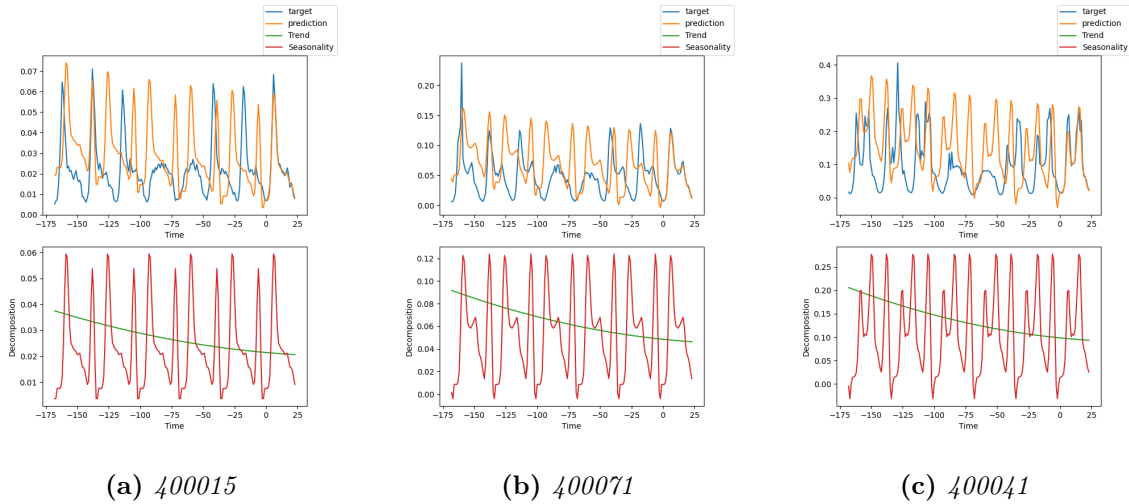 target
prediction
Trend
Seasonality
0.07
0.06
0.05
0.04
0.03
0.02
0.01
0.00
−175 −150 −125 −100 −75 −50 −25 0 25
Time
0.06
0.05
0.04
0.03
0.02
0.01
Decomposition
−175 −150 −125 −100 −75 −50 −25 0 25
Time
(a) 400015
target
prediction
Trend
Seasonality
0.20
0.15
0.10
0.05
0.00
−175 −150 −125 −100 −75 −50 −25 0 25
Time
0.12
0.10
0.08
0.06
0.04
0.02
0.00
Decomposition
−175 −150 −125 −100 −75 −50 −25 0 25
Time
(b) 400071
target
prediction
Trend
Seasonality
0.4
0.3
0.2
0.1
0.0
−175 −150 −125 −100 −75 −50 −25 0 25
Time
0.25
0.20
0.15
0.10
0.05
0.00
Decomposition
−175 −150 −125 −100 −75 −50 −25 0 25
Time
(c) 400041